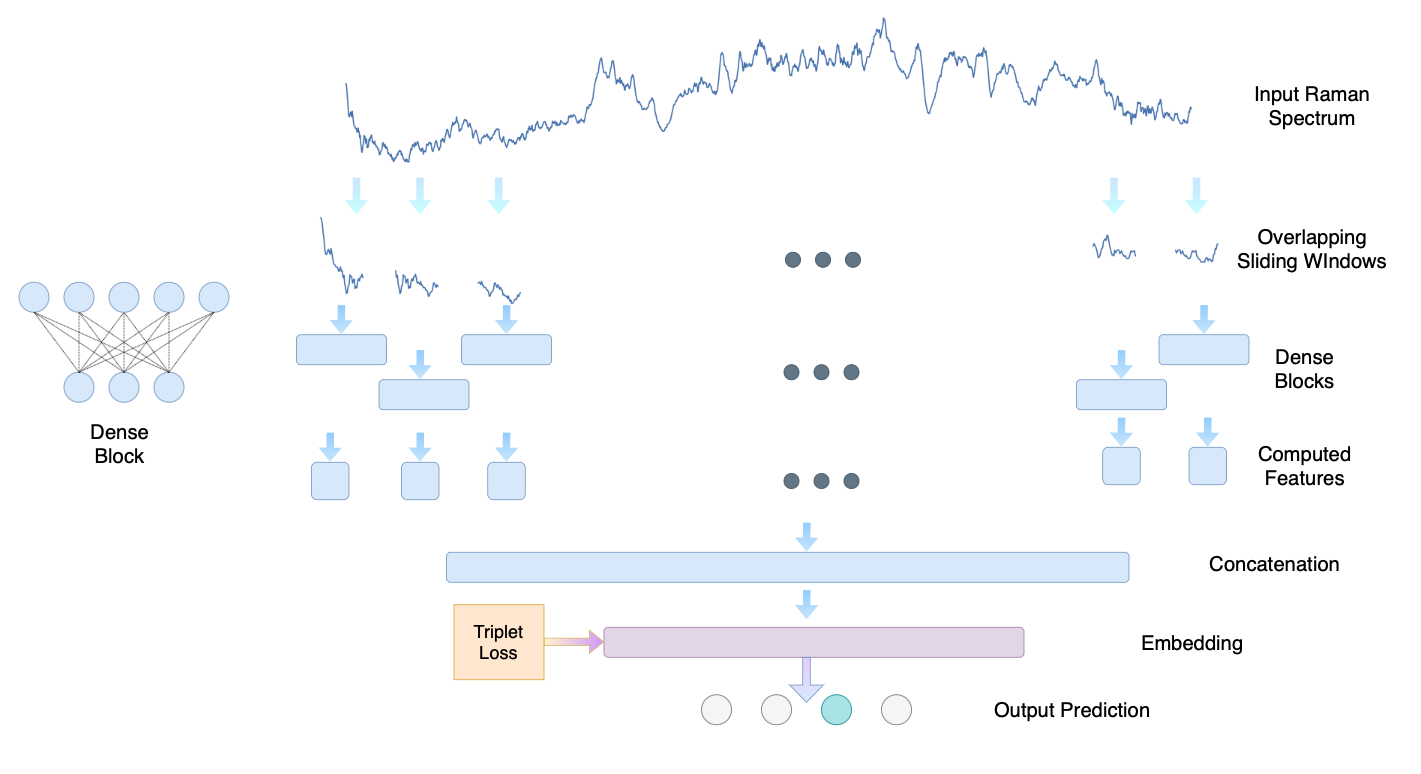 Input Raman
Spectrum
Overlapping
Sliding WIndows
Dense
Blocks
Dense
Block
Computed
Features
Concatenation
Triplet
Loss
Embedding
Output Prediction